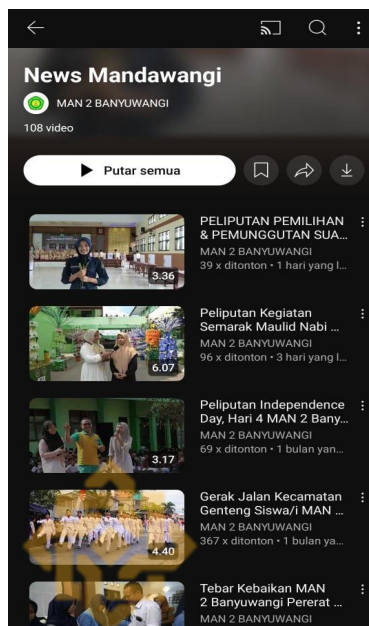 News Mandawangi
MAN 2 BANYUWANGI
108 video
Putar semua
PELIPUTAN PEMILIHAN
& PEMUNGGUTAN SUA...
MAN 2 BANYUWANGI
39 x ditonton • 1 hari yang l...
3.36
Peliputan Kegiatan
Semarak Maulid Nabi ...
MAN 2 BANYUWANGI
96 x ditonton • 3 hari yang l...
6.07
Peliputan Independence
Day, Hari 4 MAN 2 Bany...
MAN 2 BANYUWANGI
69 x ditonton • 1 bulan yan...
3.17
Gerak Jalan Kecamatan
Genteng Siswa/i MAN ...
MAN 2 BANYUWANGI
367 x ditonton • 1 bulan ya...
4.40
Tebar Kebaikan MAN
2 Banyuwangi Pererat ...
MAN 2 BANYUWANGI